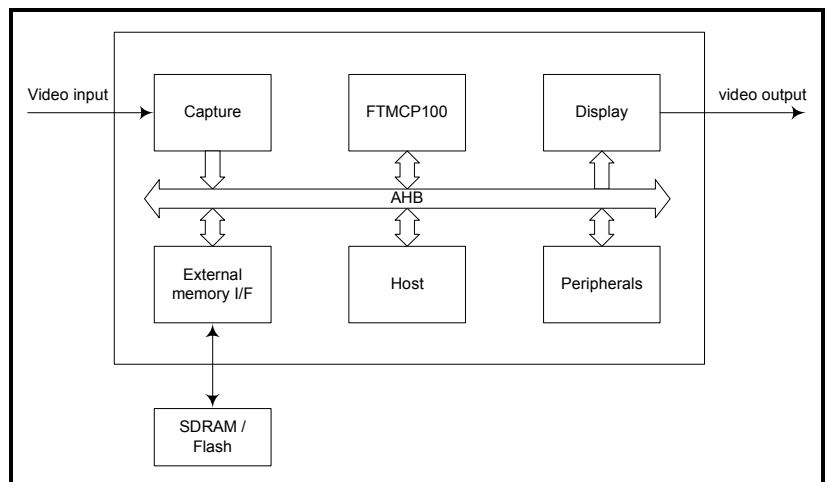 Video input
Capture
FTMCP100
Display
video output
AHB
External
memory I/F
Host
Peripherals
SDRAM /
Flash